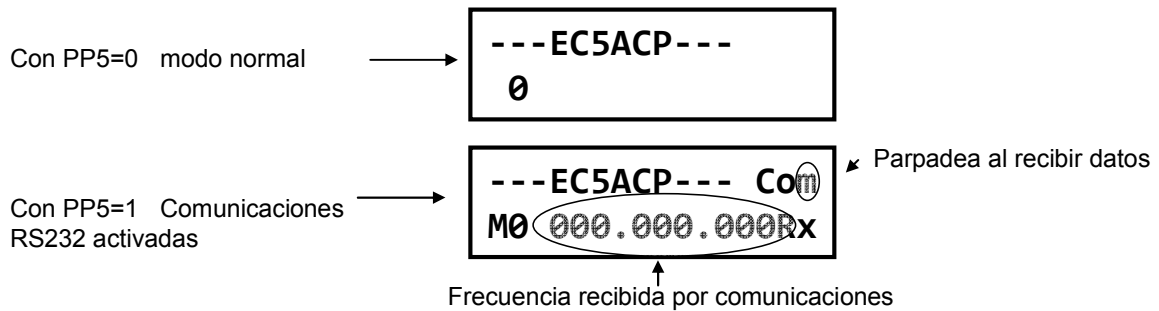 Con PP5=0 modo normal
---EC5ACP---
0
Con PP5=1 Comunicaciones
RS232 activadas
---EC5ACP--- Com
M0 000.000.000Rx
Parpadea al recibir datos
Frecuencia recibida por comunicaciones